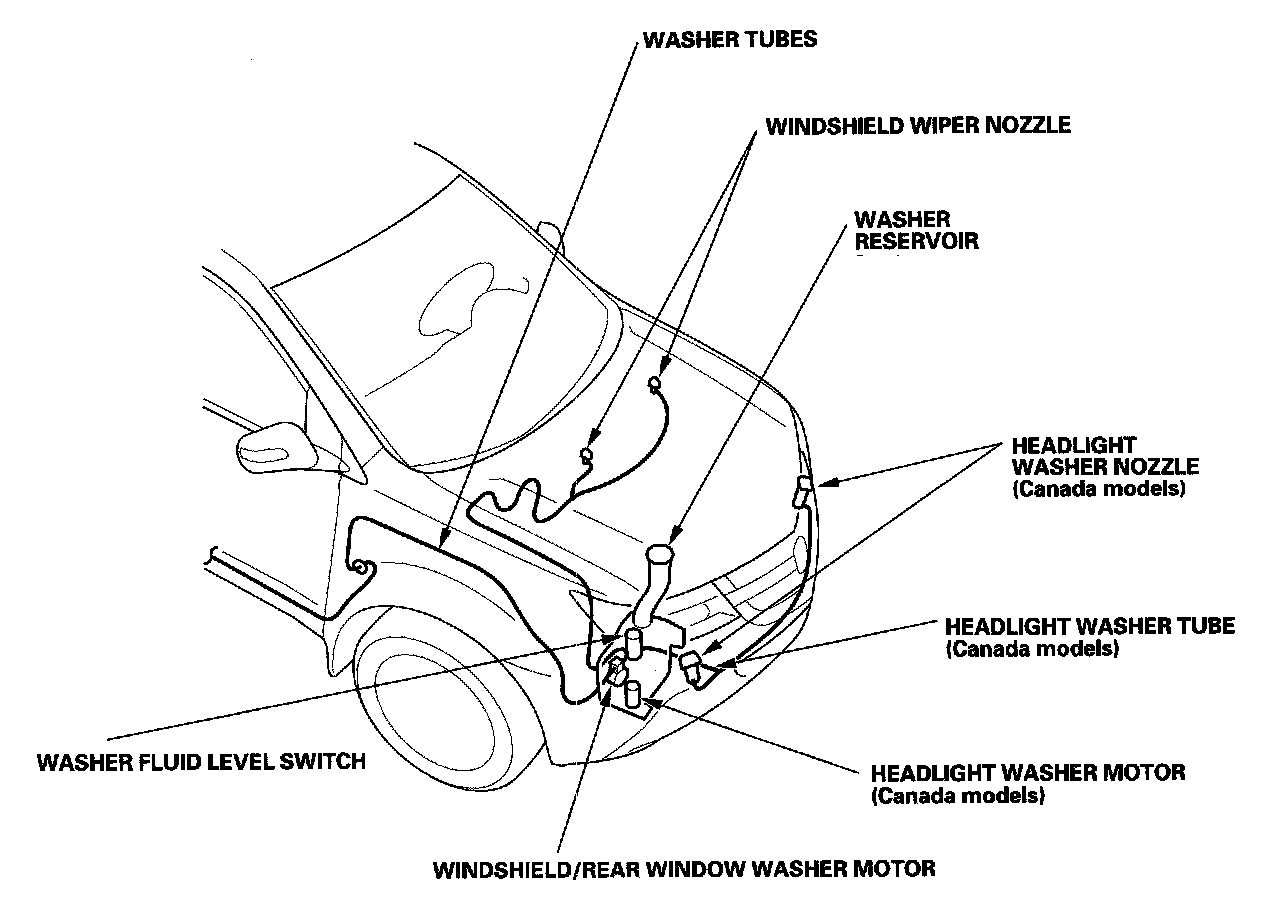 WASHER TUBES
WINDSHIELD WIPER NOZZLE
WASHER
RESERVOIR
HEADLIGHT
WASHER NOZZLE
(Canada models)
HEADLIGHT WASHER TUBE
(Canada models)
WASHER FLUID LEVEL SWITCH
HEADLIGHT WASHER MOTOR
(Canada models)
WINDSHIELD/REAR WINDOW WASHER MOTOR